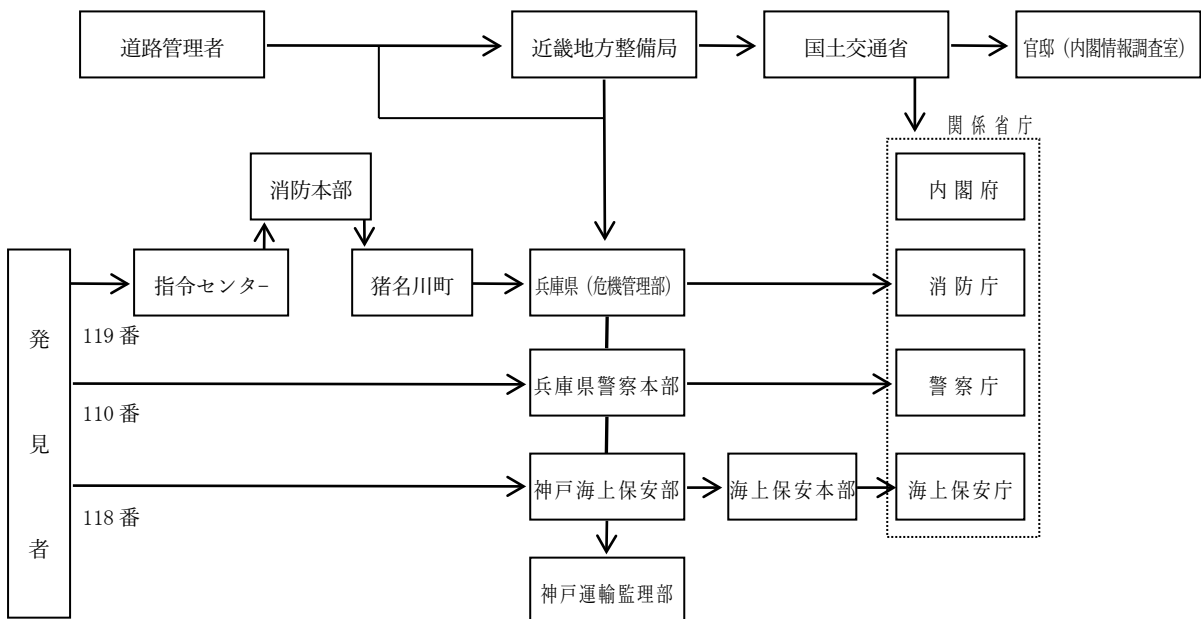 道路管理者
近畿地方整備局
国土交通省
官邸（内閣情報調査室）
関係省庁
内閣府
消防本部
指令センター
猪名川町
兵庫県（危機管理部）
消防庁
119番
発見者
兵庫県警察本部
警察庁
110番
神戸海上保安部
海上保安本部
海上保安庁
118番
神戸運輸監理部